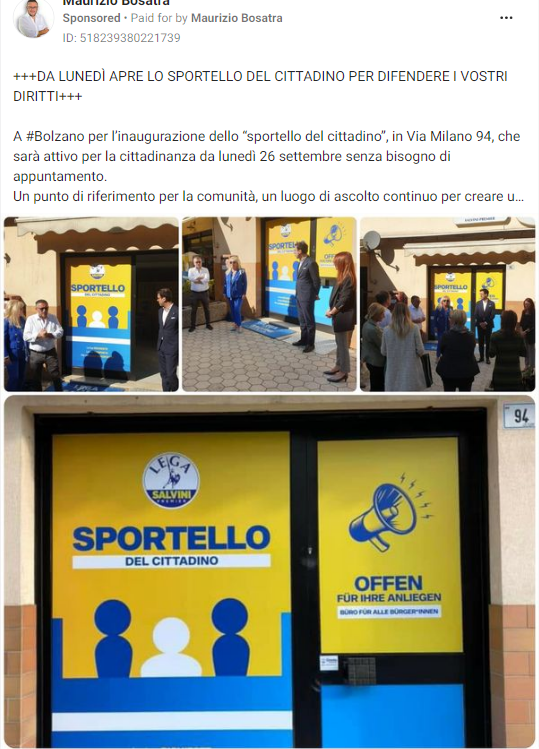 Maurizio Bosatra
Sponsored • Paid for by Maurizio Bosatra
ID: 518239380221739
+++DA LUNEDÌ APRE LO SPORTELLO DEL CITTADINO PER DIFENDERE I VOSTRI
DIRITTI+++
A #Bolzano per l’inaugurazione dello “sportello del cittadino”, in Via Milano 94, che
sarà attivo per la cittadinanza da lunedì 26 settembre senza bisogno di
appuntamento.
Un punto di riferimento per la comunità, un luogo di ascolto continuo per creare u...
SPORTELLO
DEL CITTADINO
SPORTELLO
OFFEN
SPORTELLO
OFFEN
94
LEGA
SALVINI
PREMIER
SPORTELLO
DEL CITTADINO
OFFEN
FÜR IHRE ANLIEGEN
BÜRO FÜR ALLE BÜRGER*INNEN